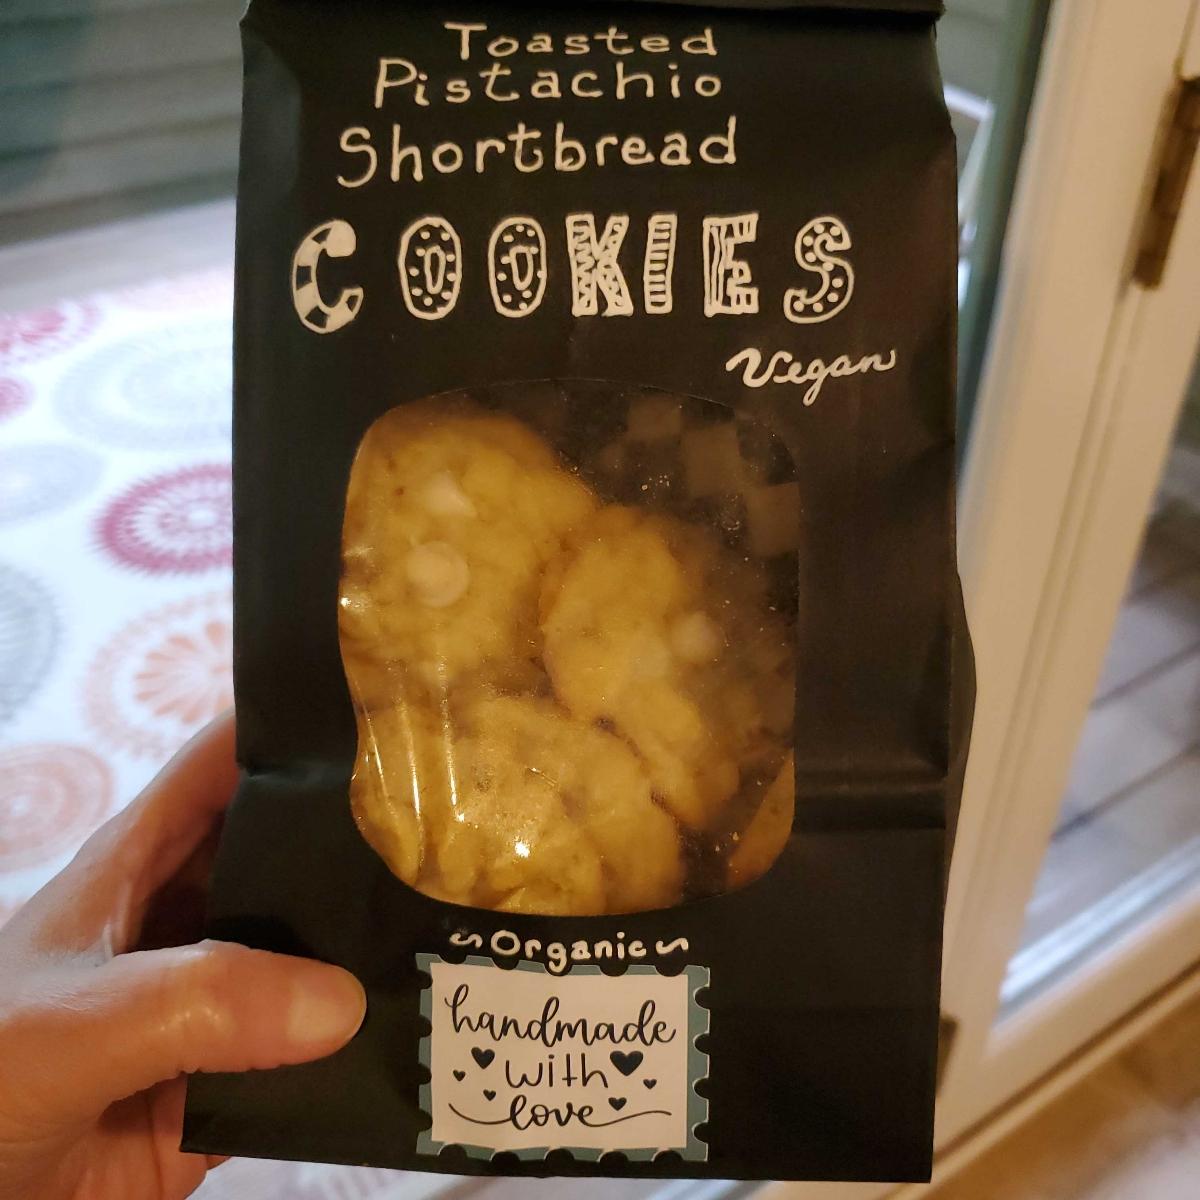 Toasted
Pistachio
Shortbread
COOKIES
Vegan
~Organic~
handmade
with
love